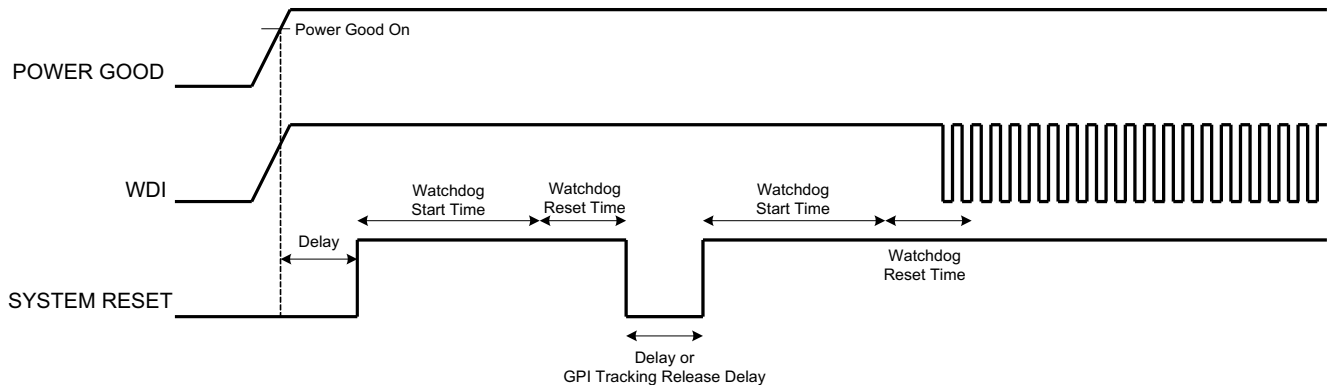 Power Good On
POWER GOOD
WDI
Watchdog
Start Time
Watchdog
Reset Time
Watchdog
Start Time
Delay
Watchdog
Reset Time
SYSTEM RESET
Delay or
GPI Tracking Release Delay